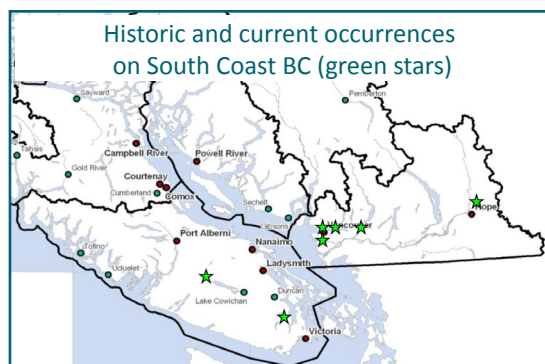 Historic and current occurrences
on South Coast BC (green stars)
Sayward
Pemberton
Tahsis
Campbell River
Powell River
Gold River
Courtenay
Cumberland
Comox
Sechelt
Gibsons
Hope
Port Alberni
Nanaimo
Tofino
Ladysmith
Ucluelet
Lake Cowichan
Duncan
Victoria